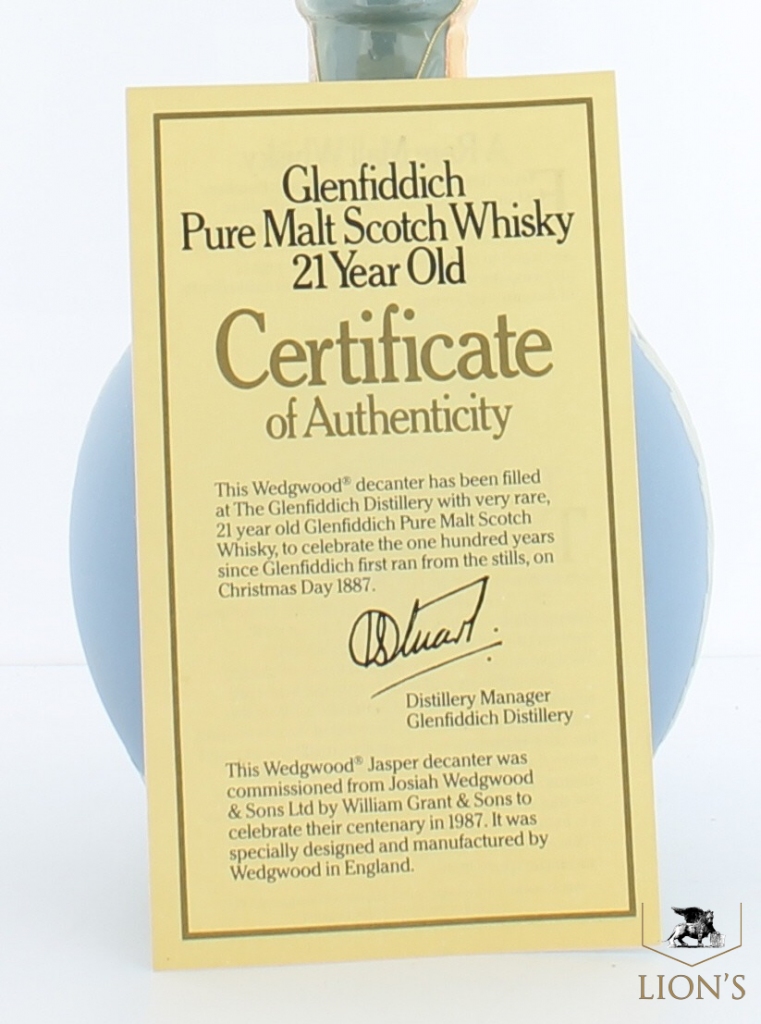 Glenfiddich
Pure Malt Scotch Whisky
21 Year Old
Certificate
of Authenticity
This Wedgwood® decanter has been filled
at The Glenfiddich Distillery with very rare,
21 year old Glenfiddich Pure Malt Scotch
Whisky, to celebrate the one hundred years
since Glenfiddich first ran from the stills, on
Christmas Day 1887.
Distillery Manager
Glenfiddich Distillery
This Wedgwood® Jasper decanter was
commissioned from Josiah Wedgwood
& Sons Ltd by William Grant & Sons to
celebrate their centenary in 1987. It was
specially designed and manufactured by
Wedgwood in England.
LION'S